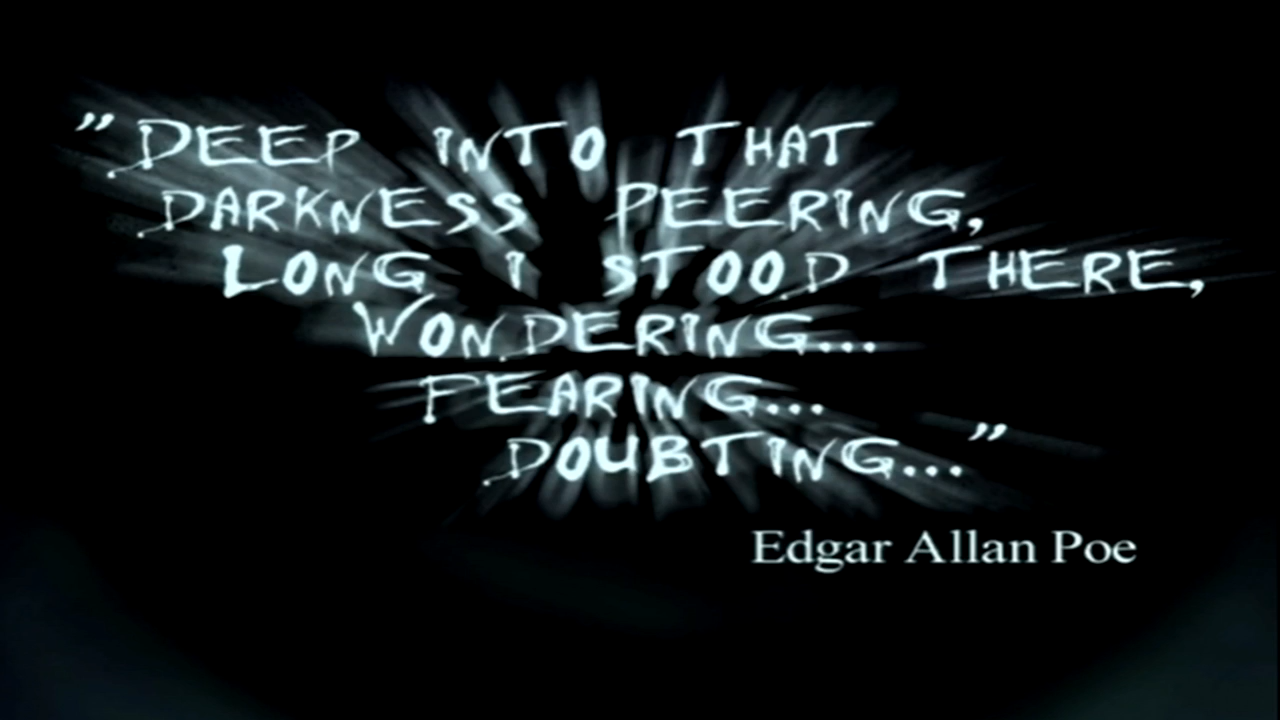 ”DEEP INTO THAT
DARKNESS PEERING,
LONG I STOOD THERE,
WONDERING...
FEARING...
DOUBTING...”
Edgar Allan Poe